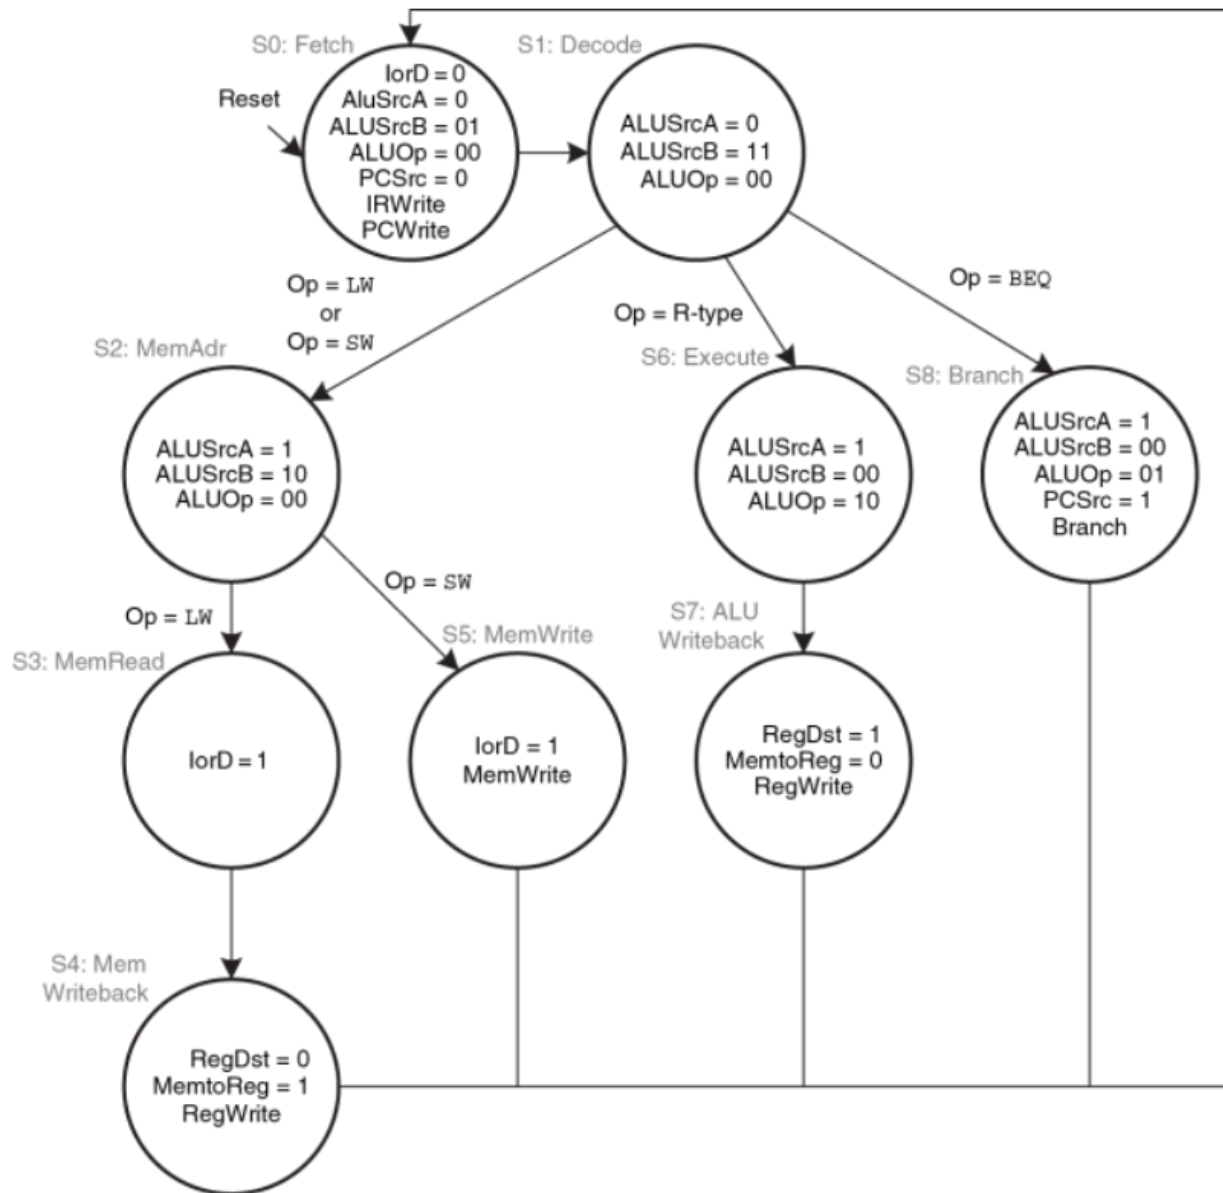 S0: Fetch
S1: Decode
Reset
IorD = 0
AluSrcA = 0
ALUSrcB = 01
ALUOp = 00
PCSrc = 0
IRWrite
PCWrite
ALUSrcA = 0
ALUSrcB = 11
ALUOp = 00
Op = LW
or
Op = SW
Op = R-type
Op = BEQ
S2: MemAdr
S6: Execute
S8: Branch
ALUSrcA = 1
ALUSrcB = 10
ALUOp = 00
ALUSrcA = 1
ALUSrcB = 00
ALUOp = 10
ALUSrcA = 1
ALUSrcB = 00
ALUOp = 01
PCSrc = 1
Branch
Op = LW
Op = SW
S3: MemRead
S5: MemWrite
S7: ALU
Writeback
IorD = 1
IorD = 1
MemWrite
RegDst = 1
MemtoReg = 0
RegWrite
S4: Mem
Writeback
RegDst = 0
MemtoReg = 1
RegWrite